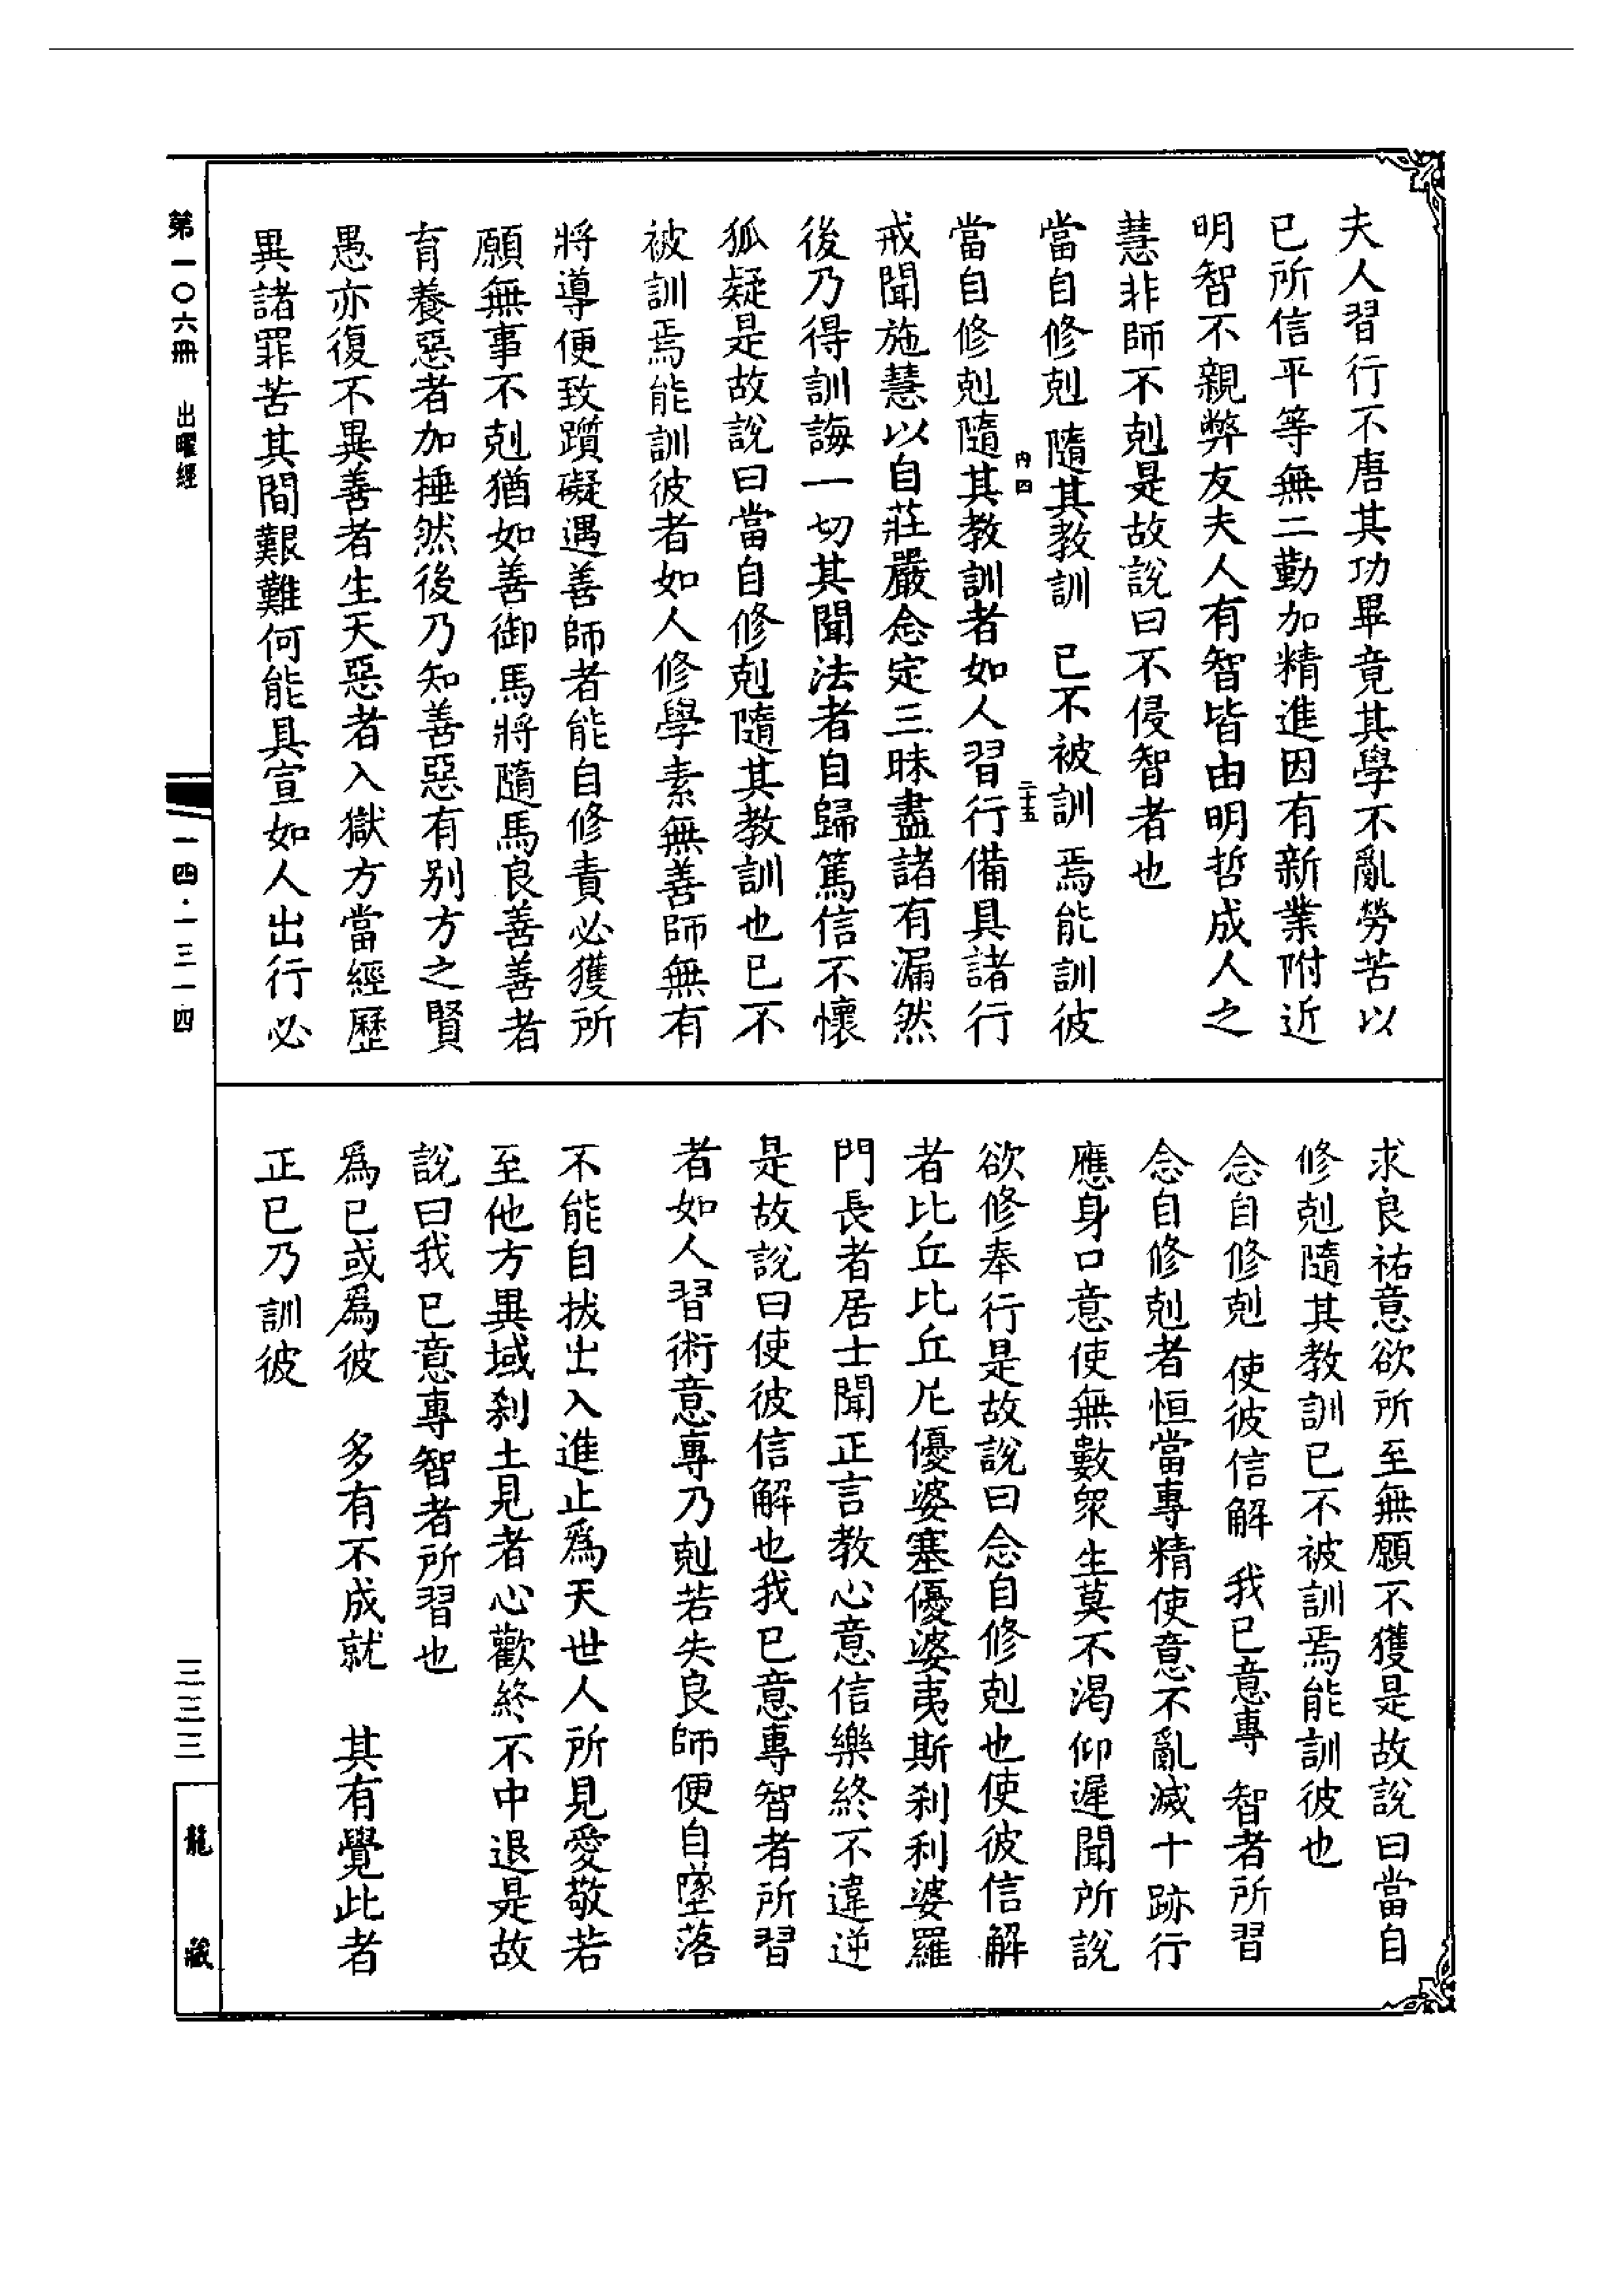 夫人習行不唐其功畢竟其學不亂勞苦以
已所信平等無二勤加精進因有新業附近
明智不親弊友夫人有智皆由明哲成人之
慧非師不剋是故說曰不侵智者也
當自修剋　隨其教訓　已不被訓　焉能訓彼
内四　二十五
當自修剋隨其教訓者如人習行備具諸行
戒聞施慧以自莊嚴念定三昧盡諸有漏然
後乃得訓誨一切其聞法者自歸篤信不懷
狐疑是故說曰當自修剋隨其教訓也已不
被訓焉能訓彼者如人修學素無善師無有
將導便致躓礙遇善師者能自修責必獲所
願無事不剋猶如善御馬將隨馬良善善者
育養惡者加捶然後乃知善惡有別方之賢
愚亦復不異善者生天惡者入獄方當經歷
異諸罪苦其間艱難何能具宣如人出行必
求良祐意欲所至無願不獲是故說曰當自
修剋隨其教訓已不被訓焉能訓彼也
念自修剋　使彼信解　我已意專　智者所習
念自修剋者恒當專精使意不亂滅十跡行
應身口意使無數眾生莫不渴仰遲聞所說
欲修奉行是故說曰念自修剋也使彼信解
者比丘比丘尼優婆塞優婆夷斯剎利婆羅
門長者居士聞正言教心意信樂終不違逆
是故說曰使彼信解也我已意專智者所習
者如人習術意專乃剋若失良師便自墜落
不能自拔出入進止爲天世人所見愛敬若
至他方異域刹土見者心歡終不中退是故
說曰我已意專智者所習也
爲已或爲彼　多有不成就　其有覺此者
正已乃訓彼
第一〇六冊　出曜經
一四·一三一四
三三三
龍藏